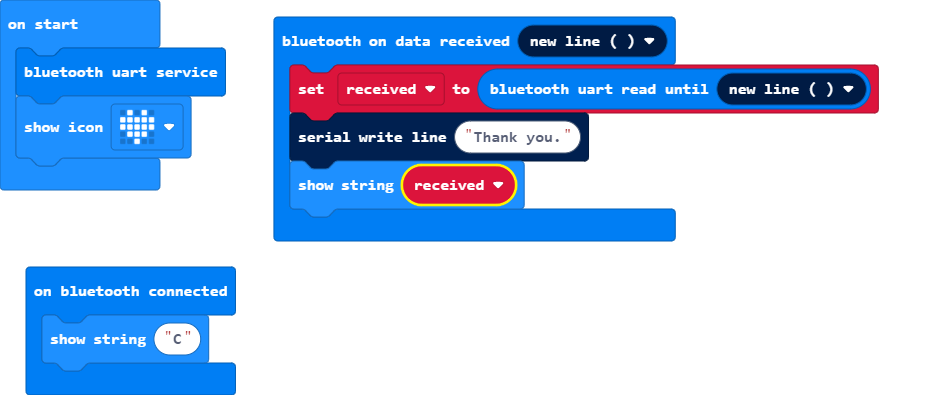 on start
bluetooth uart service
show icon
bluetooth on data received new line ( )
set received to bluetooth uart read until new line ( )
serial write line "Thank you."
show string received
on bluetooth connected
show string "C"